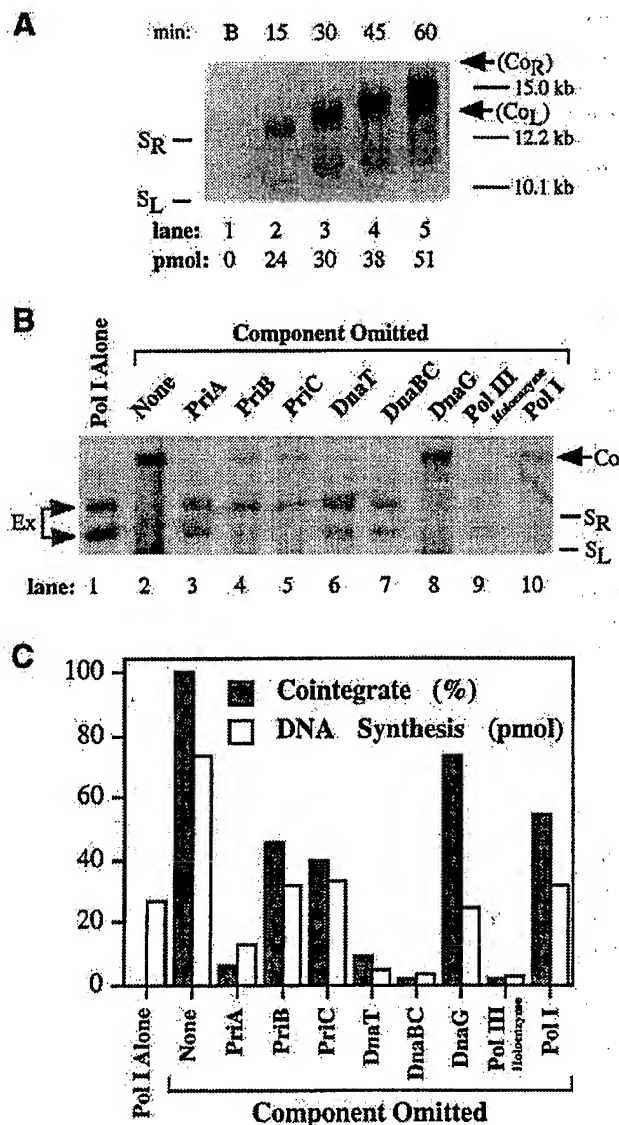 A
min: B 15 30 45 60
(CoR)
15.0 kb
(CoL)
12.2 kb
10.1 kb
SR
SL
lane: 1 2 3 4 5
pmol: 0 24 30 38 51
B
Component Omitted
Pol I Alone
None
PriA
PriB
PriC
DnaT
DnaBC
DnaG
Pol III
Holoenzyme
Pol I
Co
Ex
SR
SL
lane: 1 2 3 4 5 6 7 8 9 10
C
Cointegrate (%)
DNA Synthesis (pmol)
100
80
60
40
20
0
Pol I Alone
None
PriA
PriB
PriC
DnaT
DnaBC
DnaG
Pol III
Holoenzyme
Pol I
Component Omitted